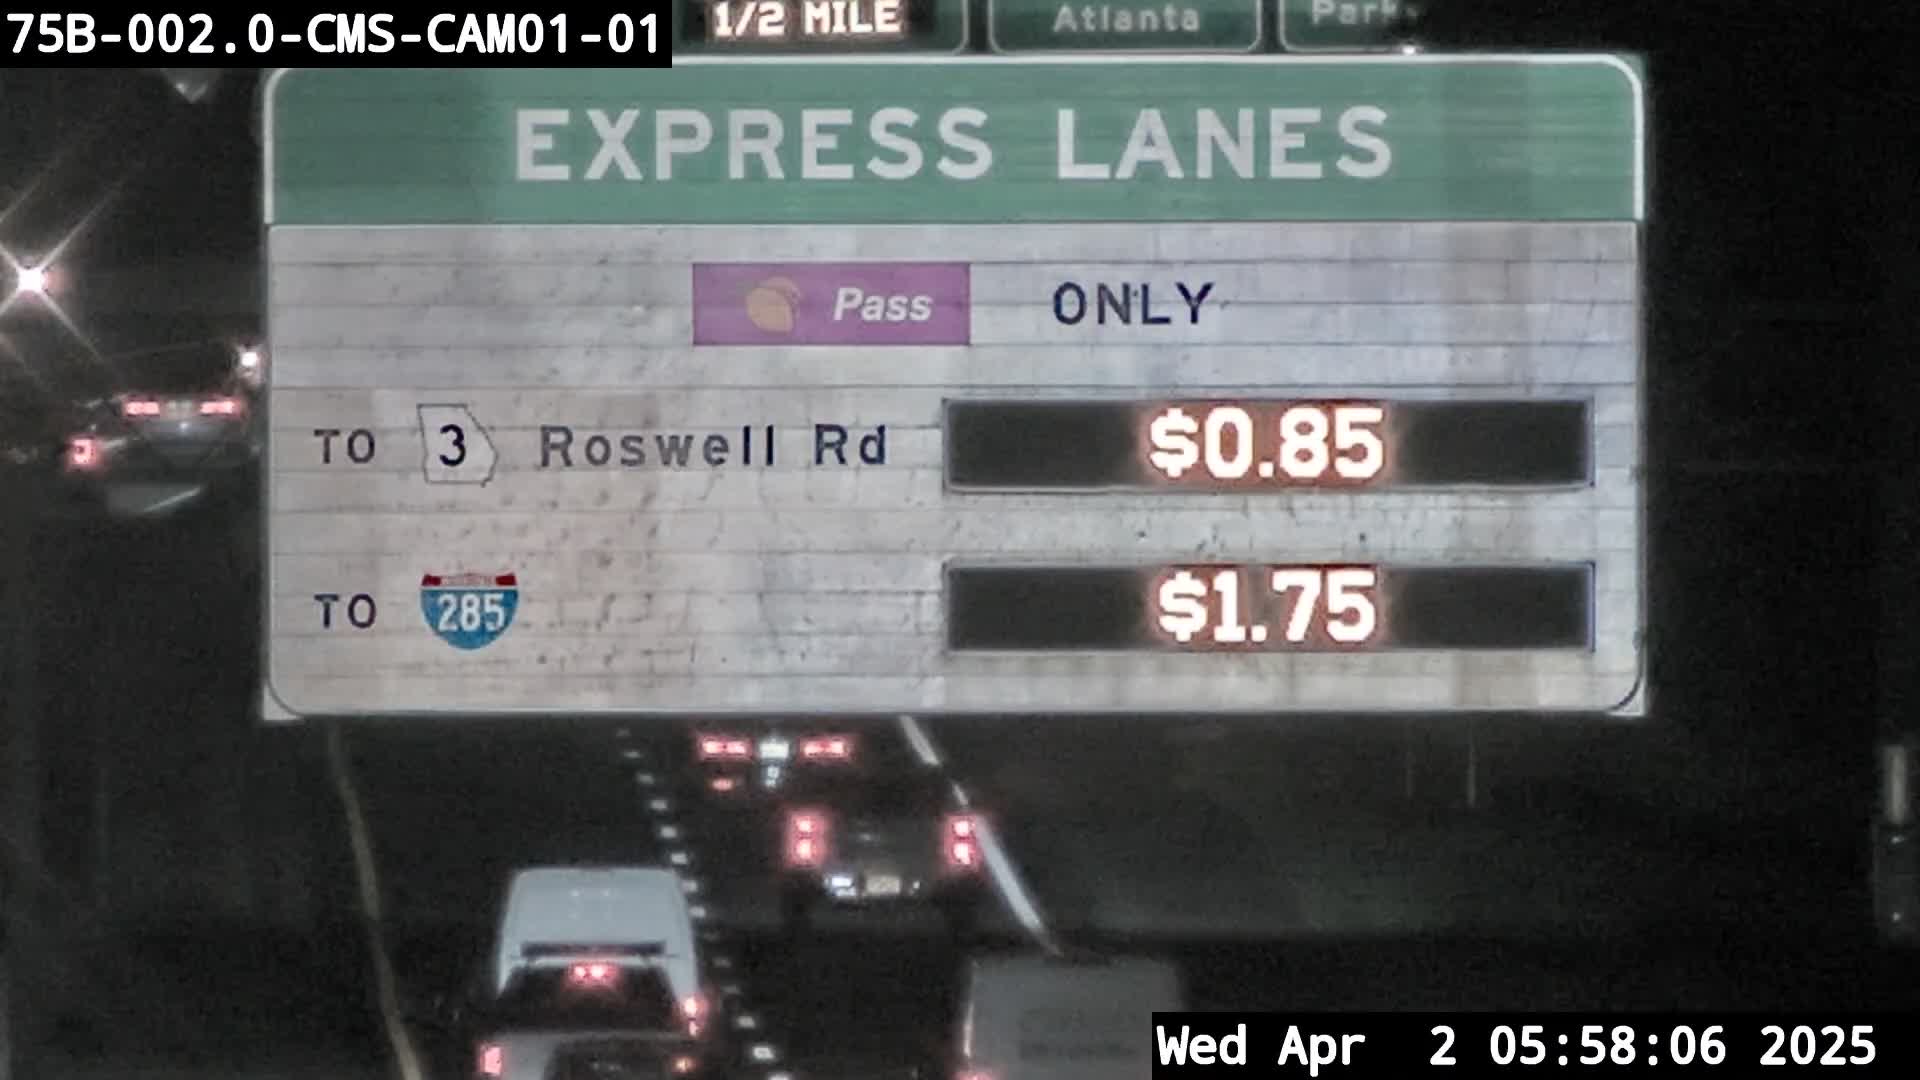 75B-002.0-CMS-CAM01-01
1/2 MILE
Atlanta
Park
EXPRESS LANES
Pass ONLY
TO 3 Roswell Rd $0.85
TO 285 $1.75
Wed Apr 2 05:58:06 2025